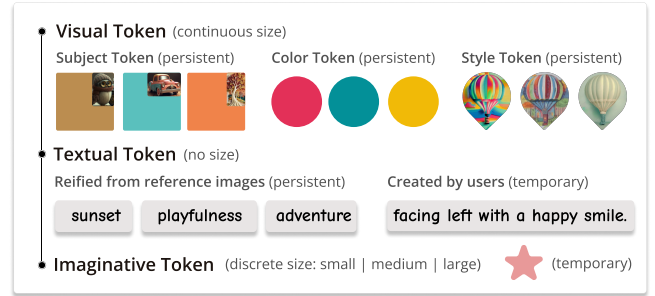 Visual Token (continuous size)
Subject Token (persistent) Color Token (persistent) Style Token (persistent)
Textual Token (no size)
Reified from reference images (persistent) Created by users (temporary)
sunset playfulness adventure facing left with a happy smile.
Imaginative Token (discrete size: small | medium | large) (temporary)